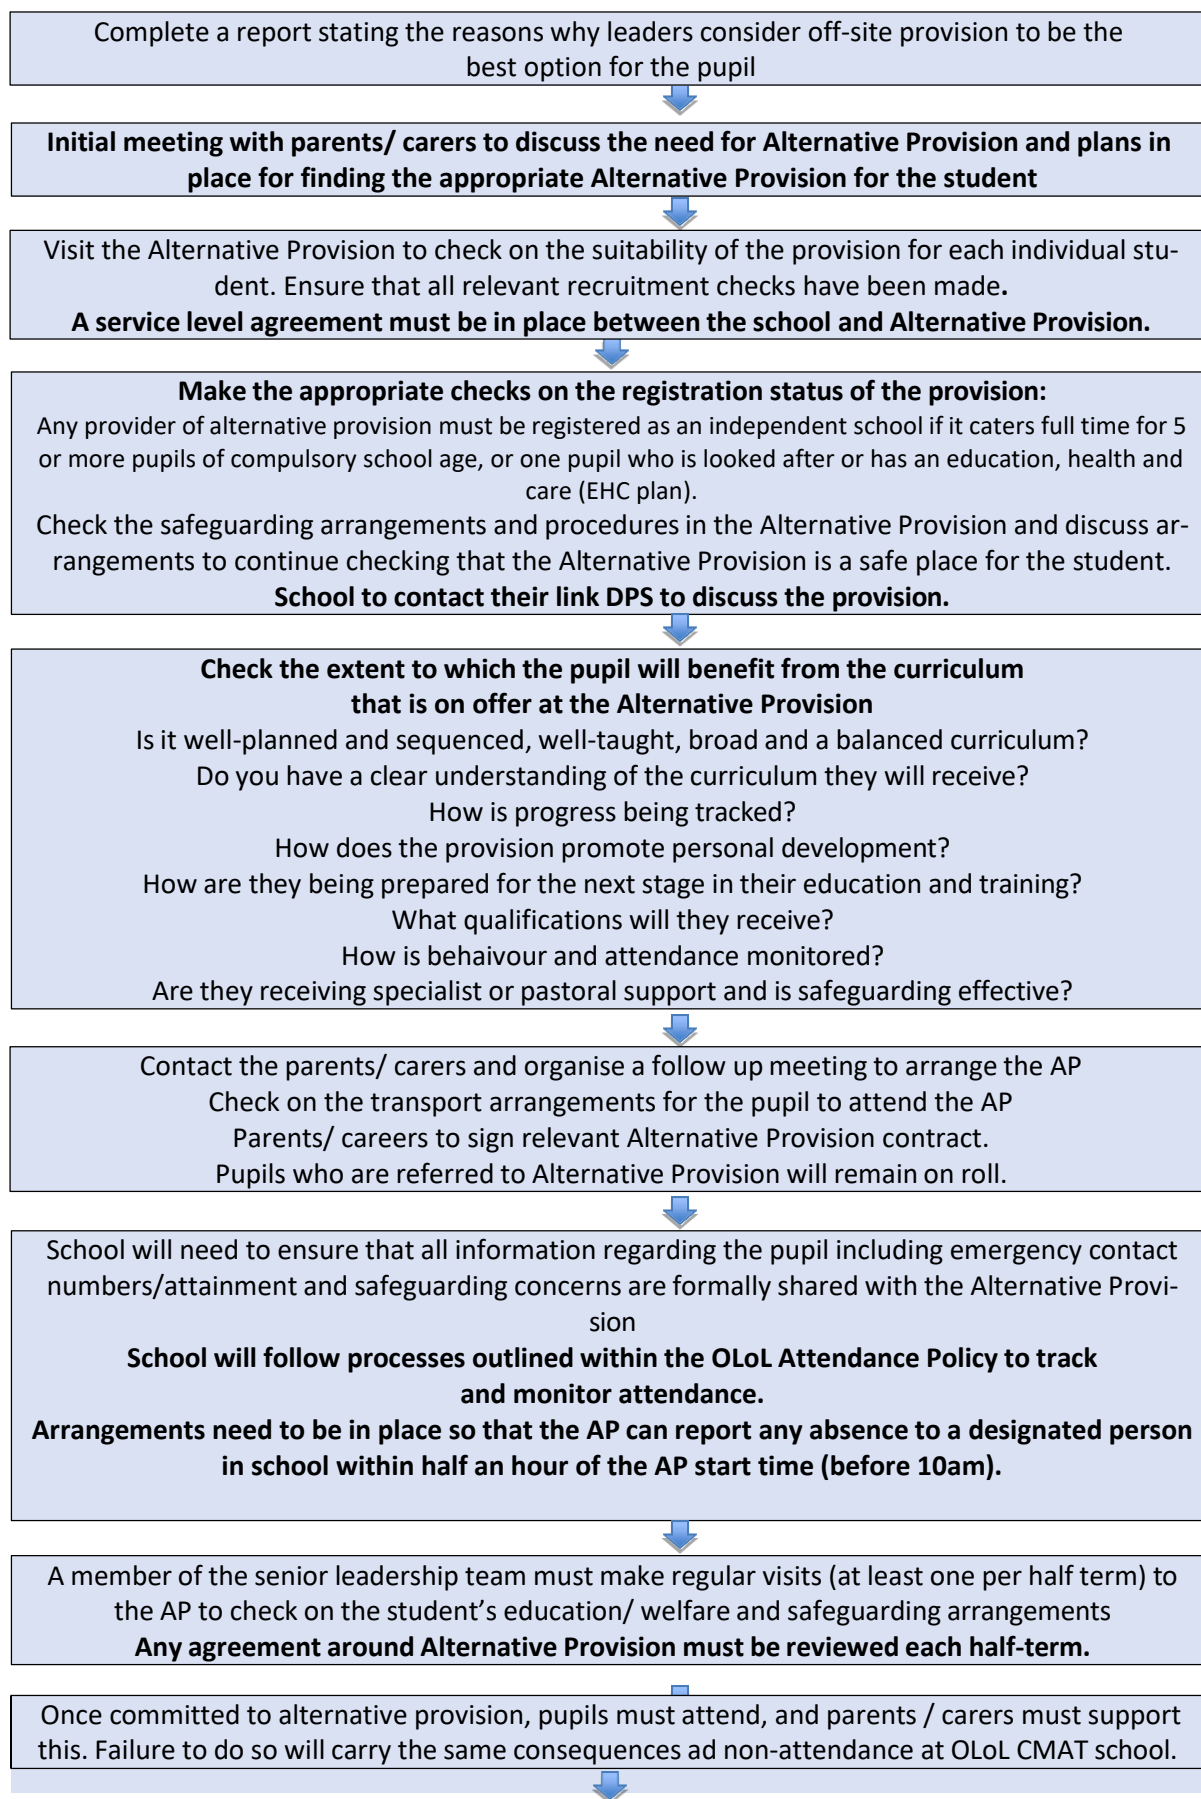 Complete a report stating the reasons why leaders consider off-site provision to be the
best option for the pupil
Initial meeting with parents/ carers to discuss the need for Alternative Provision and plans in
place for finding the appropriate Alternative Provision for the student
Visit the Alternative Provision to check on the suitability of the provision for each individual stu-
dent. Ensure that all relevant recruitment checks have been made.
A service level agreement must be in place between the school and Alternative Provision.
Make the appropriate checks on the registration status of the provision:
Any provider of alternative provision must be registered as an independent school if it caters full time for 5
or more pupils of compulsory school age, or one pupil who is looked after or has an education, health and
care (EHC plan).
Check the safeguarding arrangements and procedures in the Alternative Provision and discuss ar-
rangements to continue checking that the Alternative Provision is a safe place for the student.
School to contact their link DPS to discuss the provision.
Check the extent to which the pupil will benefit from the curriculum
that is on offer at the Alternative Provision
Is it well-planned and sequenced, well-taught, broad and a balanced curriculum?
Do you have a clear understanding of the curriculum they will receive?
How is progress being tracked?
How does the provision promote personal development?
How are they being prepared for the next stage in their education and training?
What qualifications will they receive?
How is behaivour and attendance monitored?
Are they receiving specialist or pastoral support and is safeguarding effective?
Contact the parents/ carers and organise a follow up meeting to arrange the AP
Check on the transport arrangements for the pupil to attend the AP
Parents/ careers to sign relevant Alternative Provision contract.
Pupils who are referred to Alternative Provision will remain on roll.
School will need to ensure that all information regarding the pupil including emergency contact
numbers/attainment and safeguarding concerns are formally shared with the Alternative Provi-
sion
School will follow processes outlined within the OLoL Attendance Policy to track
and monitor attendance.
Arrangements need to be in place so that the AP can report any absence to a designated person
in school within half an hour of the AP start time (before 10am).
A member of the senior leadership team must make regular visits (at least one per half term) to
the AP to check on the student's education/ welfare and safeguarding arrangements
Any agreement around Alternative Provision must be reviewed each half-term.
Once committed to alternative provision, pupils must attend, and parents / carers must support
this. Failure to do so will carry the same consequences ad non-attendance at OLoL CMAT school.